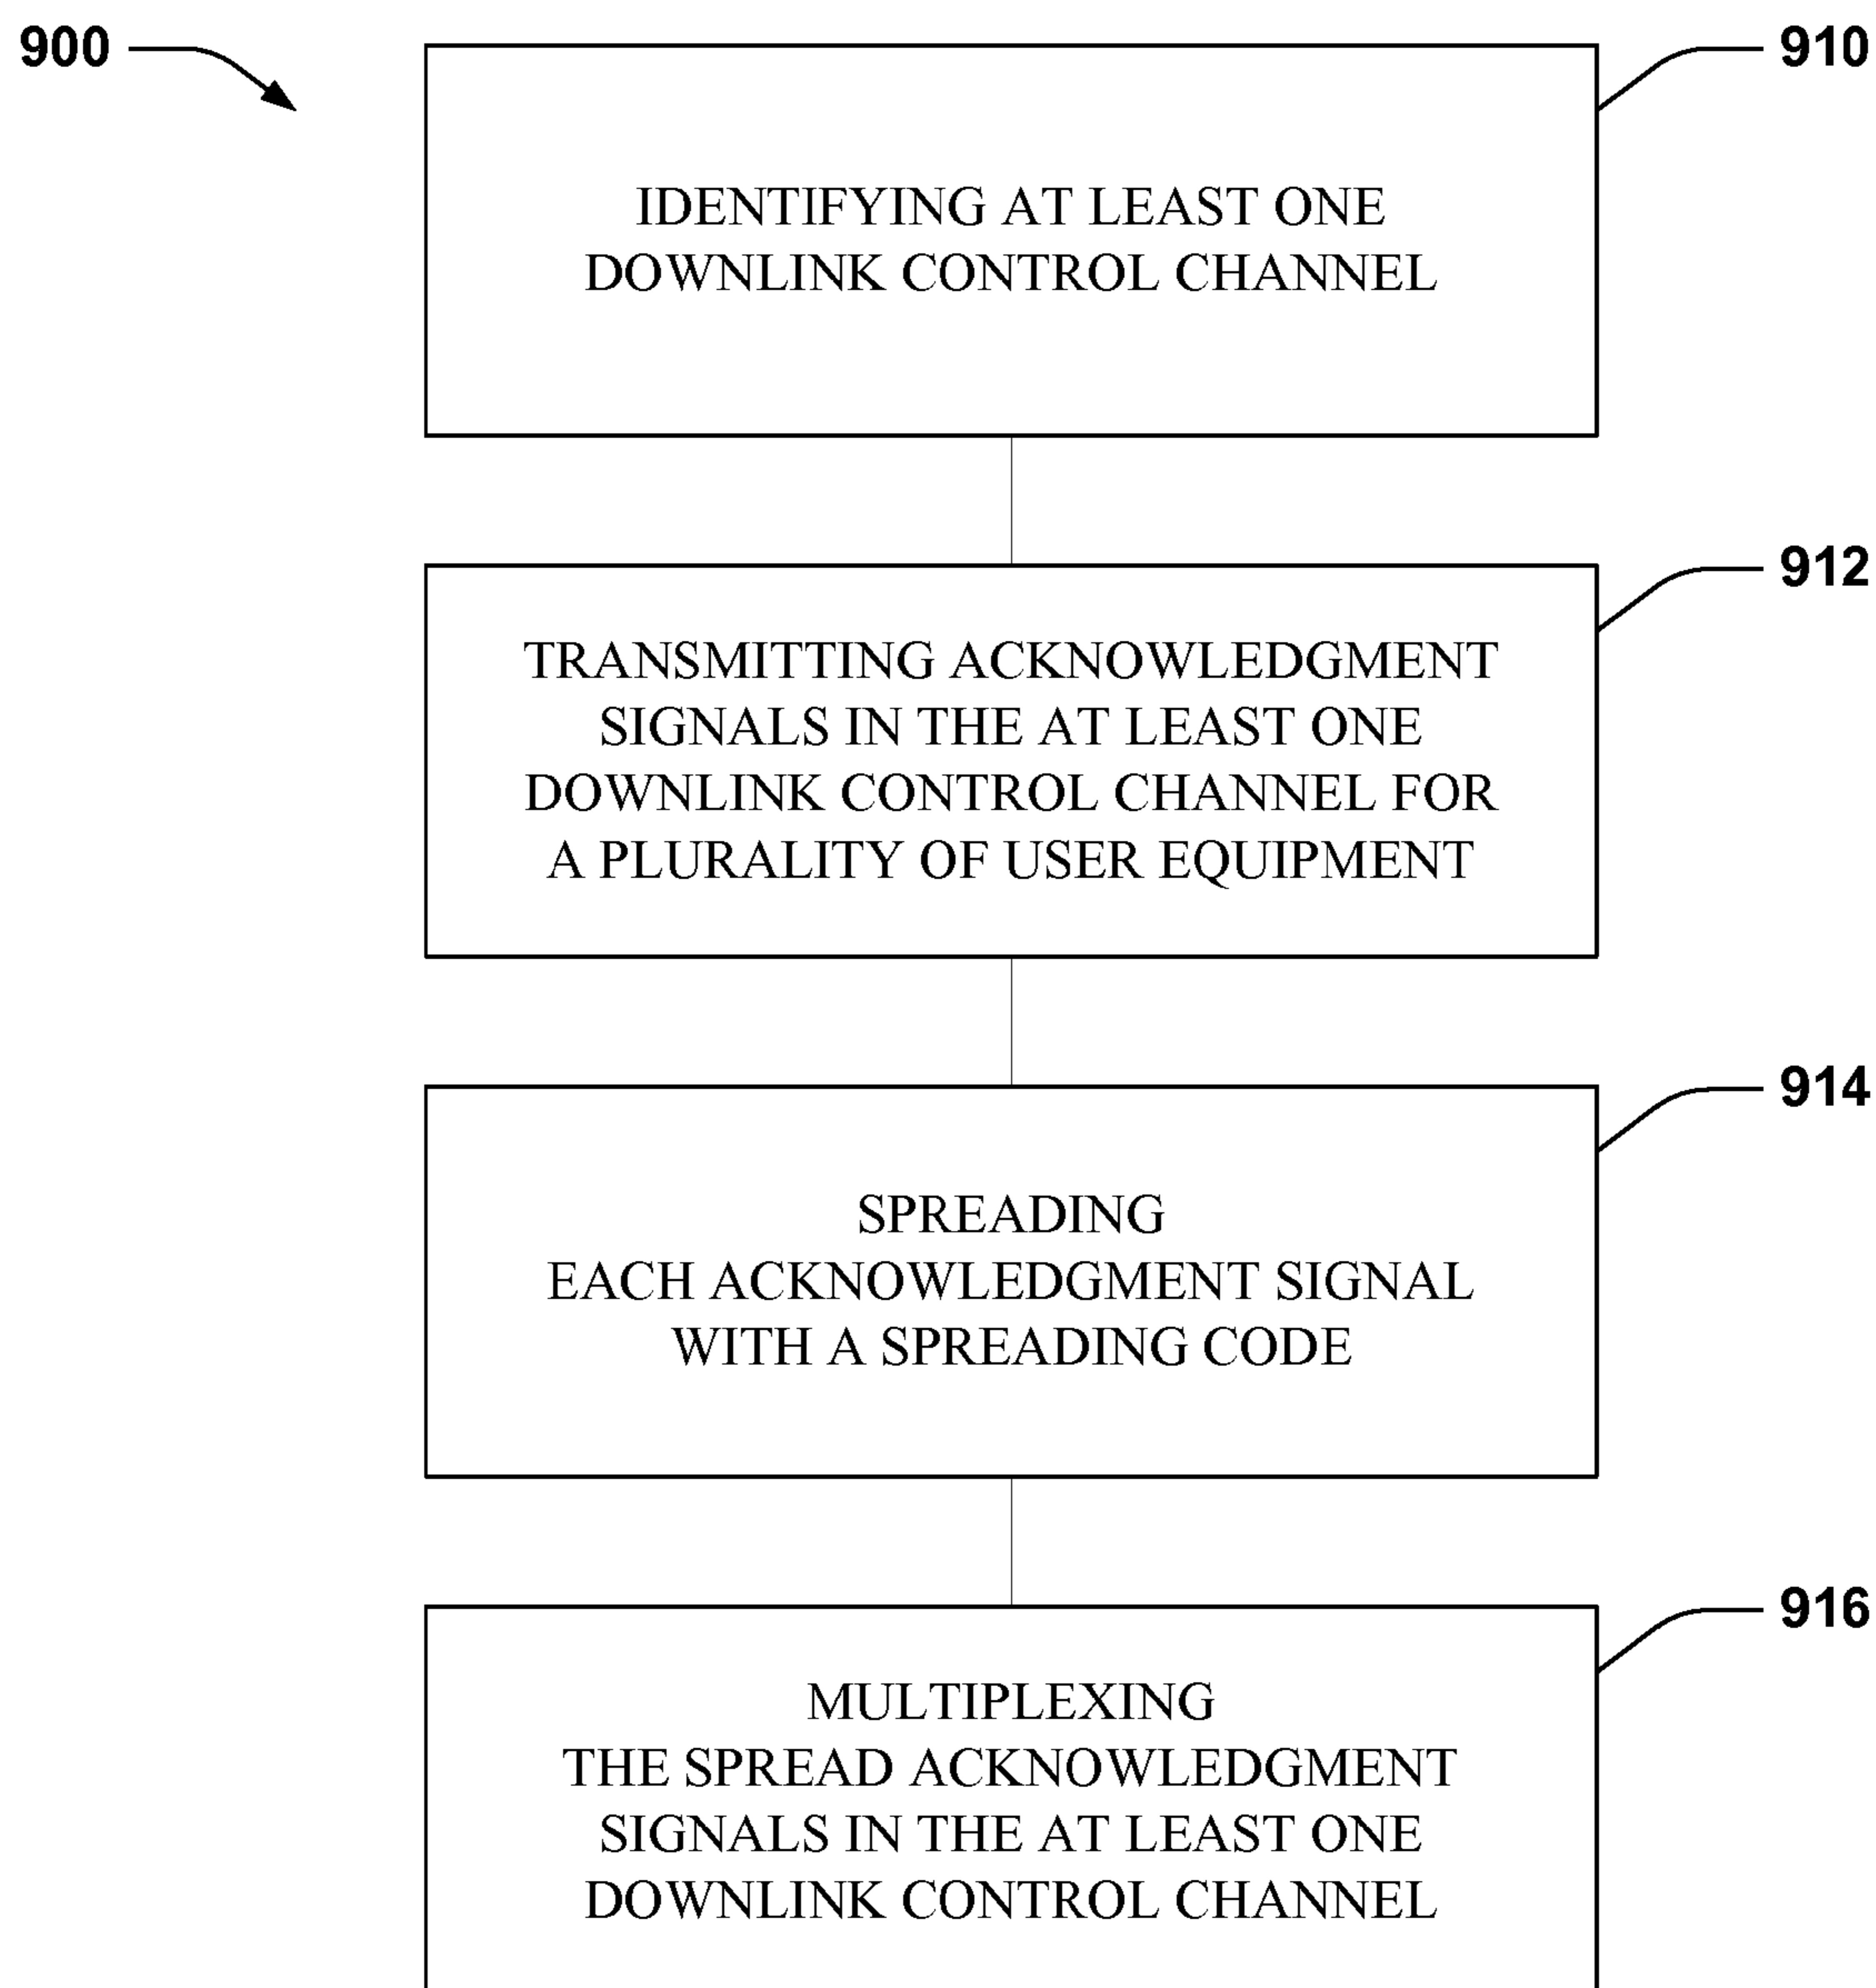 900
910
IDENTIFYING AT LEAST ONE
DOWNLINK CONTROL CHANNEL
912
TRANSMITTING ACKNOWLEDGMENT
SIGNALS IN THE AT LEAST ONE
DOWNLINK CONTROL CHANNEL FOR
A PLURALITY OF USER EQUIPMENT
914
SPREADING
EACH ACKNOWLEDGMENT SIGNAL
WITH A SPREADING CODE
916
MULTIPLEXING
THE SPREAD ACKNOWLEDGMENT
SIGNALS IN THE AT LEAST ONE
DOWNLINK CONTROL CHANNEL